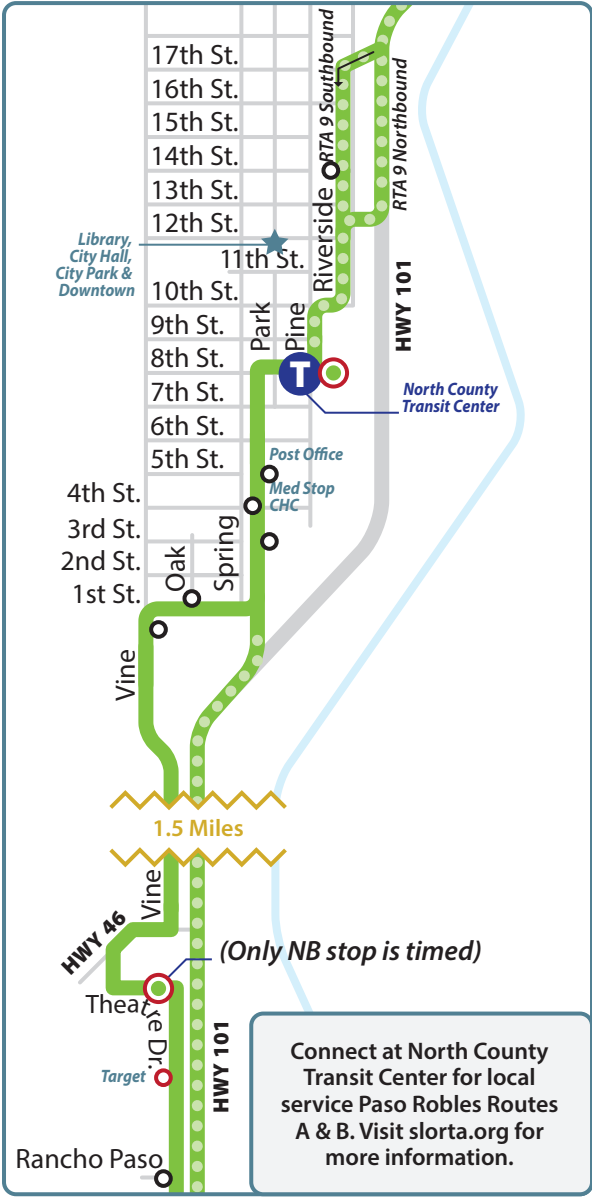 17th St.
16th St.
15th St.
14th St.
13th St.
12th St.
RTA 9 Southbound
RTA 9 Northbound
Riverside
Library,
City Hall,
City Park &
Downtown
11th St.
10th St.
HWY 101
9th St.
Park
Pine
8th St.
T
7th St.
North County
Transit Center
6th St.
5th St.
Post Office
4th St.
Med Stop
CHC
3rd St.
Spring
2nd St.
Oak
1st St.
Vine
1.5 Miles
Vine
HWY 46
(Only NB stop is timed)
Theatre Dr.
HWY 101
Target
Rancho Paso
Connect at North County
Transit Center for local
service Paso Robles Routes
A & B. Visit slorta.org for
more information.